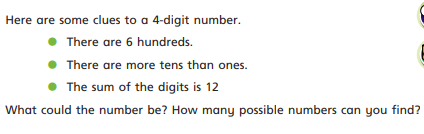 Here are some clues to a 4-digit number.
There are 6 hundreds.
There are more tens than ones.
The sum of the digits is 12
What could the number be? How many possible numbers can you find?